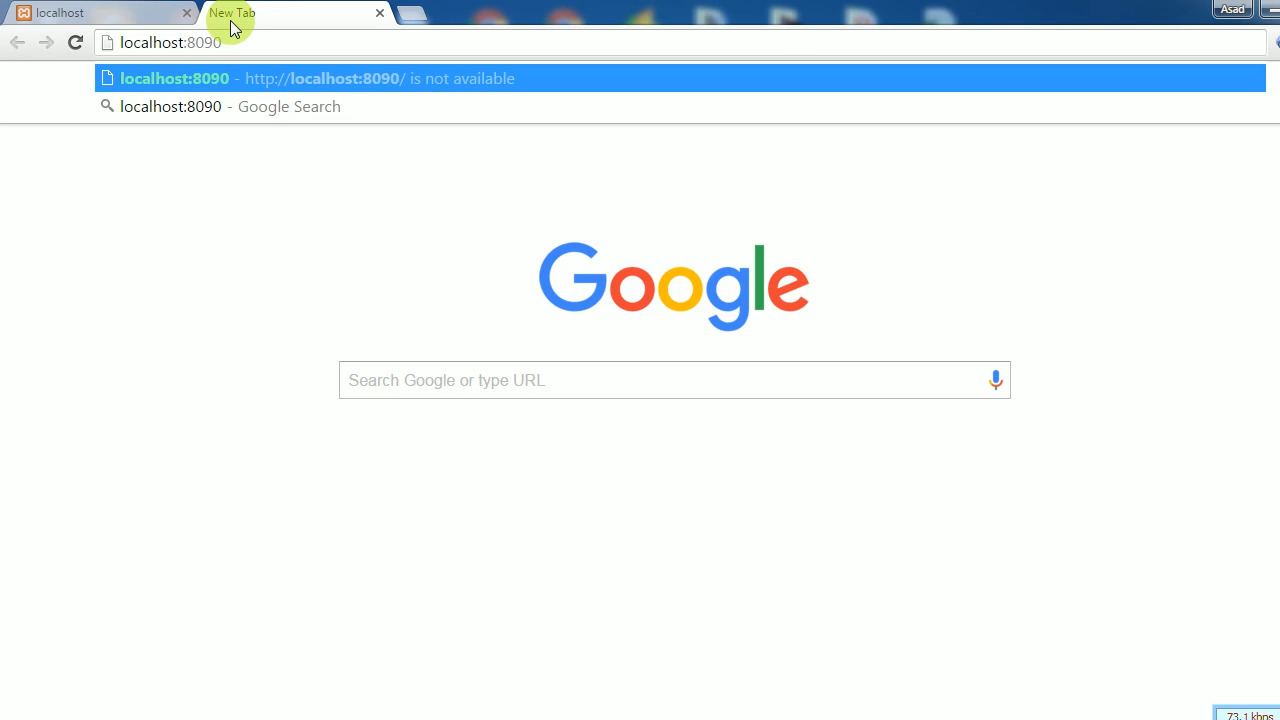 localhost
New Tab
Asad
localhost:8090
localhost:8090 - http://localhost:8090/ is not available
localhost:8090 - Google Search
Google
Search Google or type URL
73.1 kbps